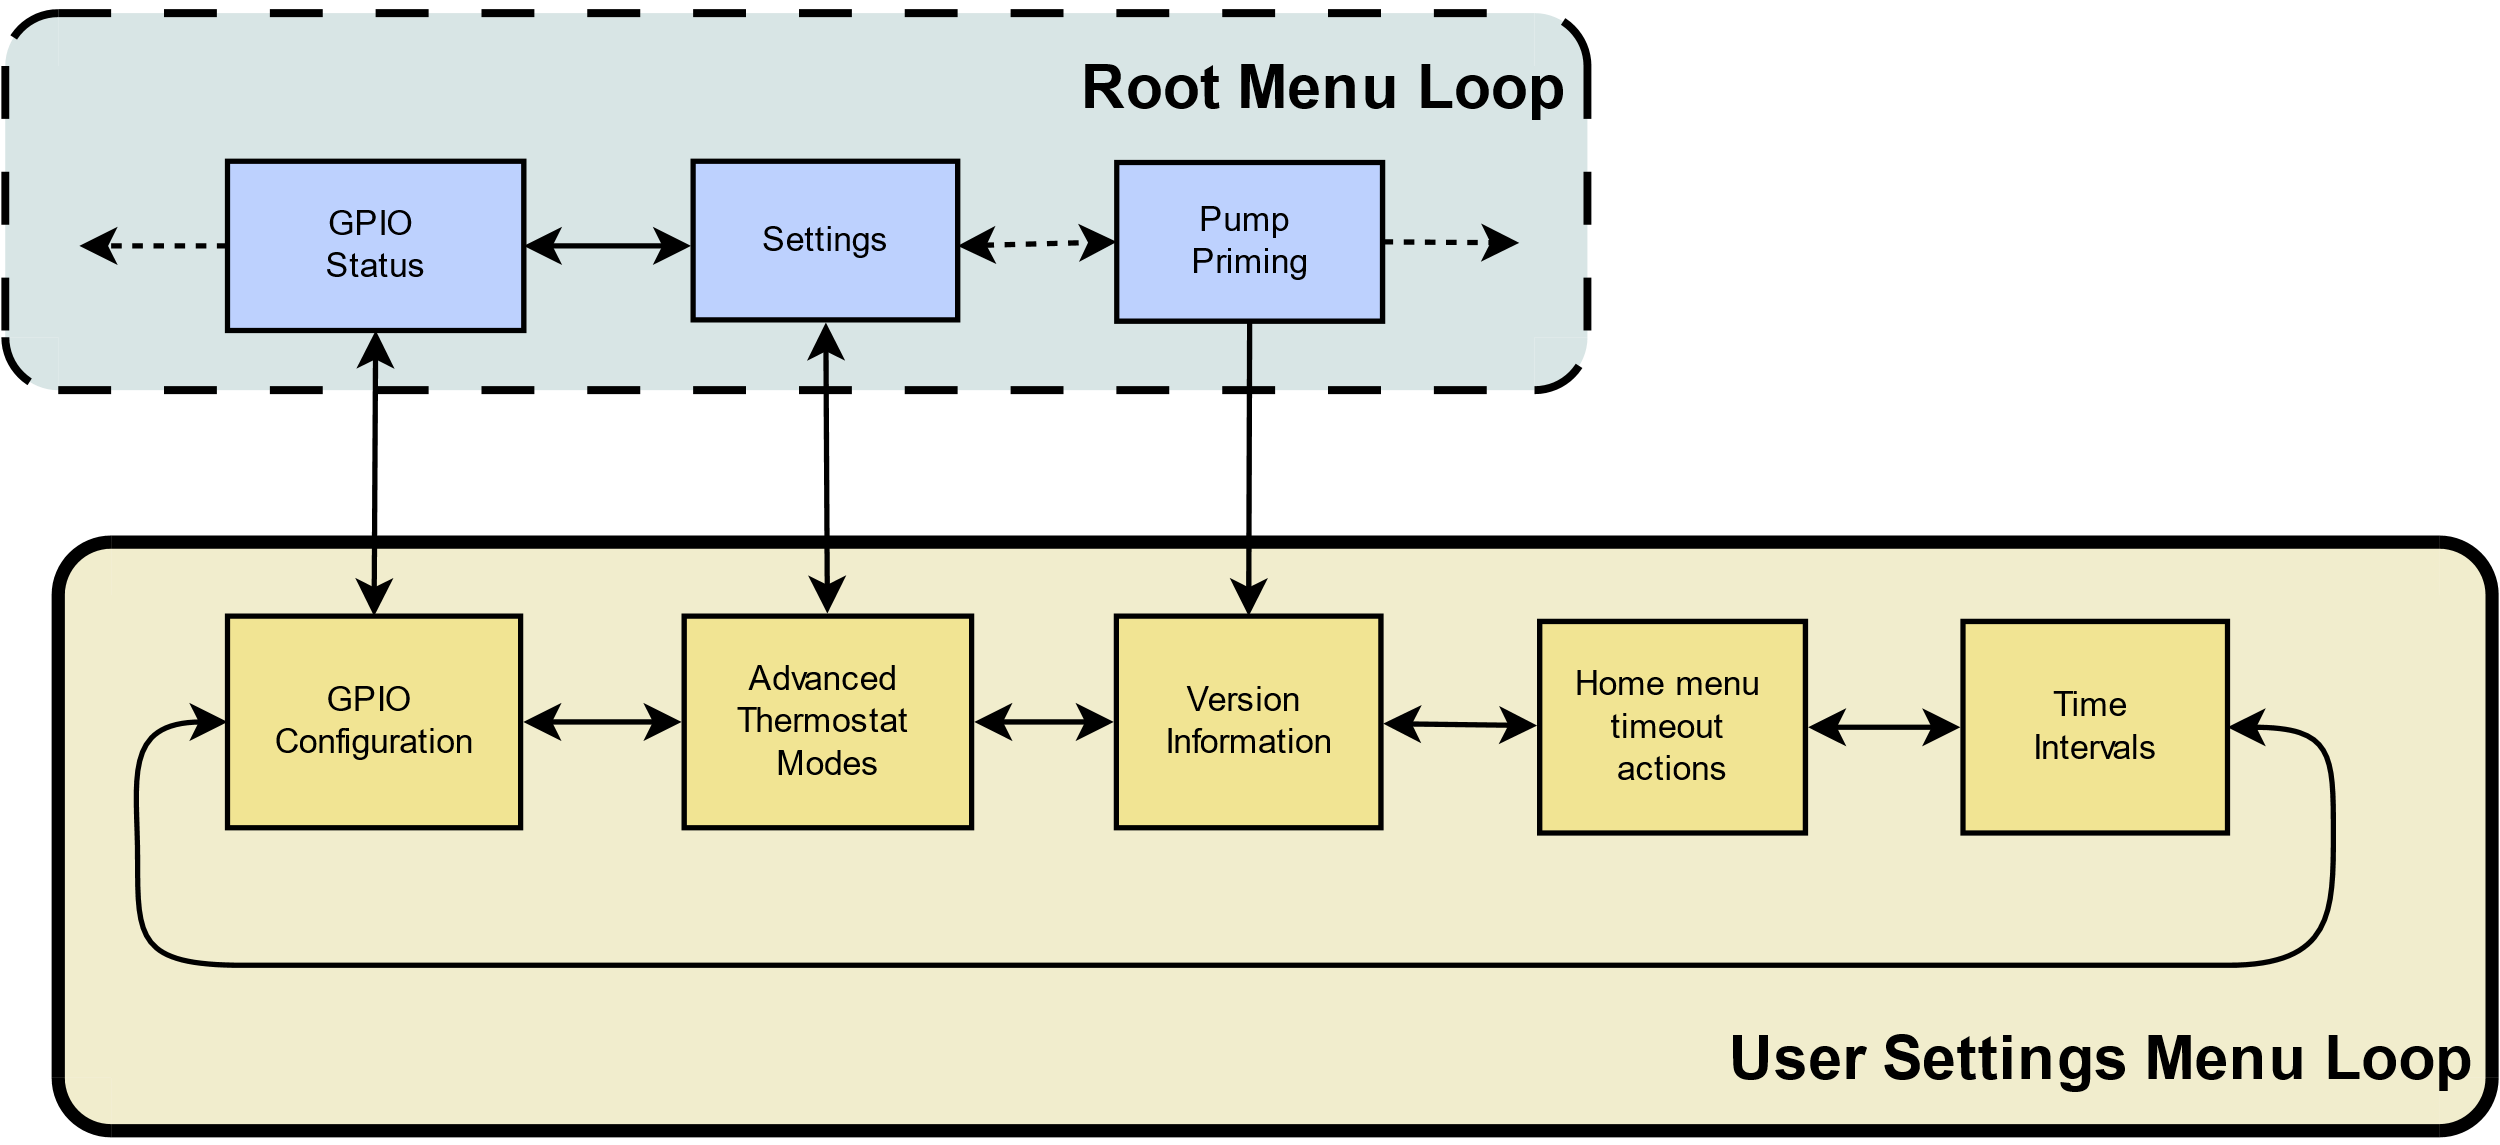 Root Menu Loop
GPIO
Status
Settings
Pump
Priming
GPIO
Configuration
Advanced
Thermostat
Modes
Version
Information
Home menu
timeout
actions
Time
Intervals
User Settings Menu Loop